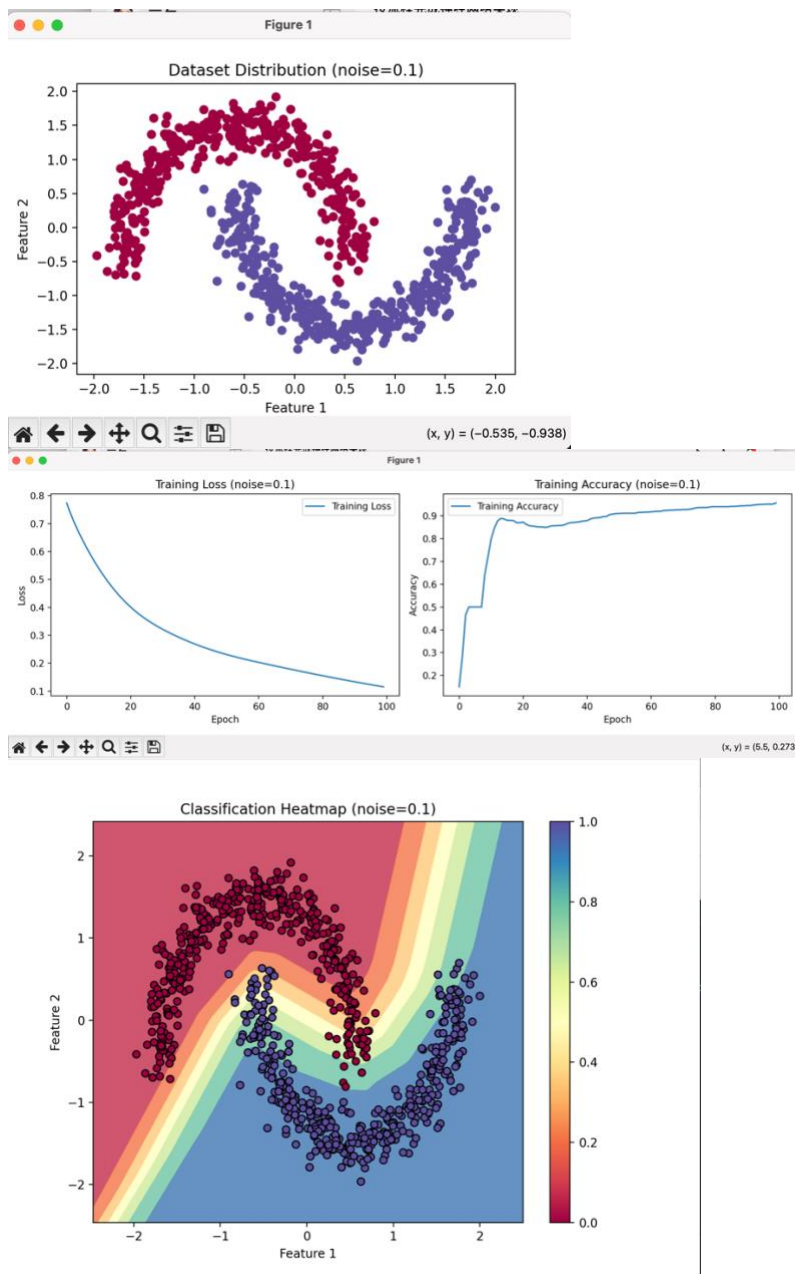 Figure 1
Dataset Distribution (noise=0.1)
2.0
1.5
1.0
0.5
0.0
−0.5
−1.0
−1.5
−2.0
Feature 2
−2.0 −1.5 −1.0 −0.5 0.0 0.5 1.0 1.5 2.0
Feature 1
(x, y) = (−0.535, −0.938)
Figure 1
Training Loss (noise=0.1)
Training Loss
0.8
0.7
0.6
0.5
0.4
0.3
0.2
0.1
Loss
0 20 40 60 80 100
Epoch
Training Accuracy (noise=0.1)
Training Accuracy
0.9
0.8
0.7
0.6
0.5
0.4
0.3
0.2
Accuracy
0 20 40 60 80 100
Epoch
(x, y) = (5.5, 0.273
Classification Heatmap (noise=0.1)
2
1
0
−1
−2
Feature 2
−2 −1 0 1 2
Feature 1
1.0
0.8
0.6
0.4
0.2
0.0